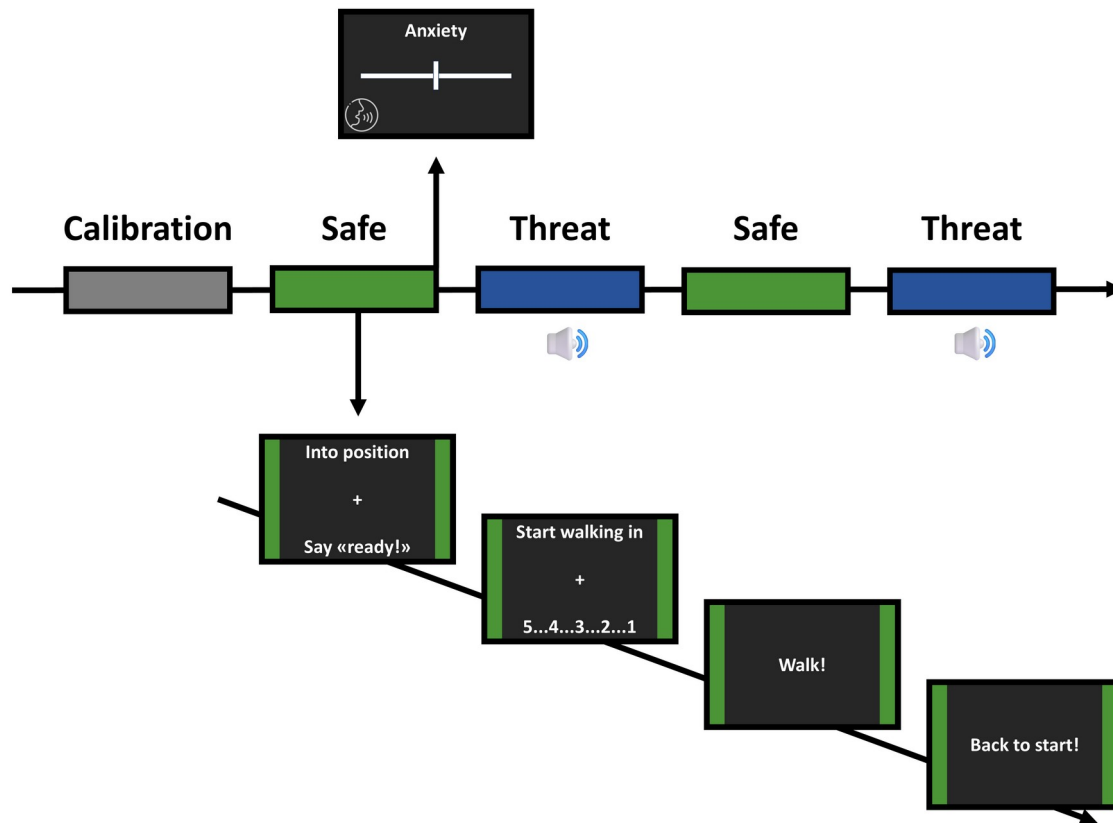 Anxiety
Calibration
Safe
Threat
Safe
Threat
Into position
+
Say «ready!»
Start walking in
+
5...4...3...2...1
Walk!
Back to start!